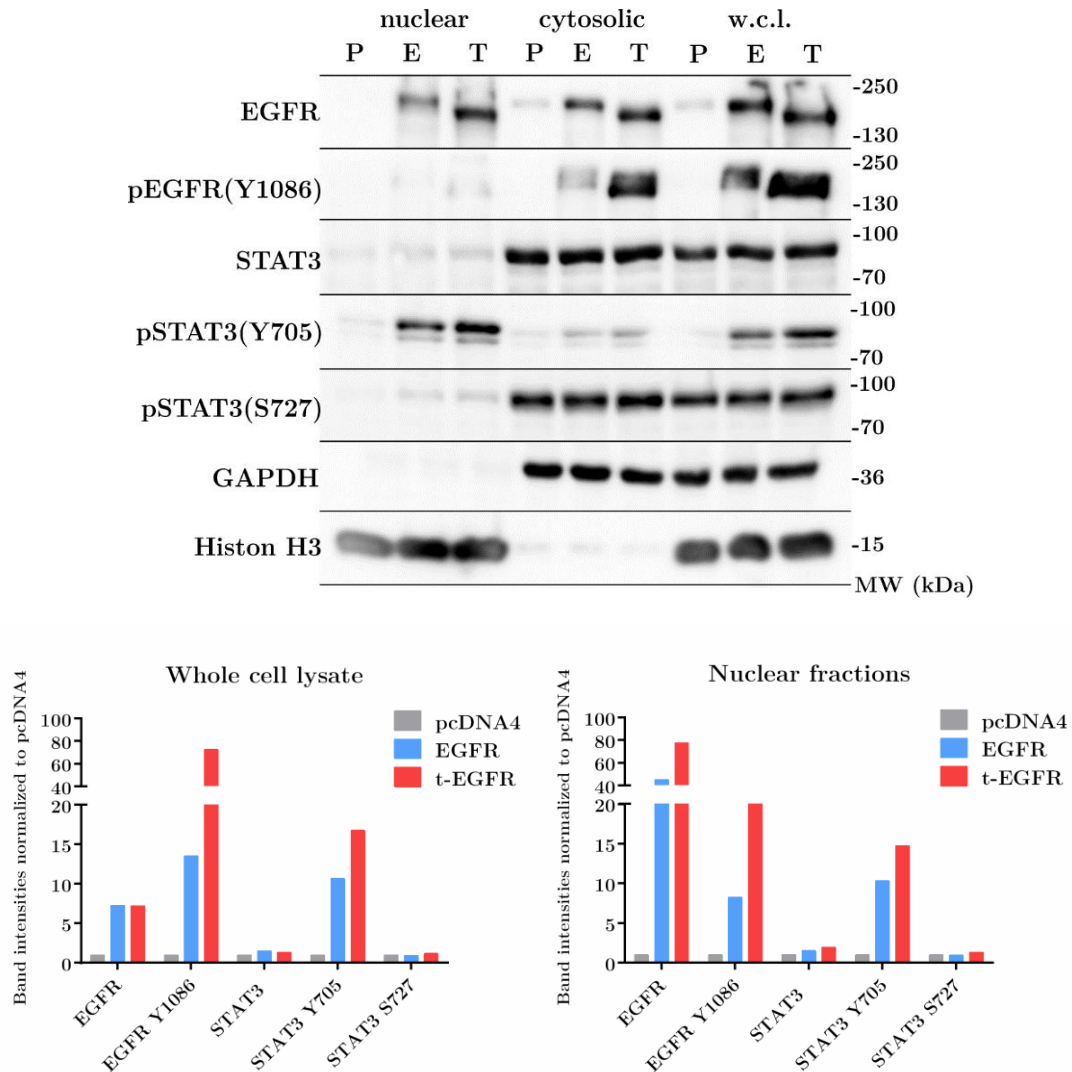 nuclear cytosolic w.c.l.
P E T P E T P E T
EGFR -250
-130
pEGFR(Y1086) -250
-130
STAT3 -100
-70
pSTAT3(Y705) -100
-70
pSTAT3(S727) -100
-70
GAPDH -36
Histon H3 -15
MW (kDa)
Whole cell lysate
Band intensities normalized to pcDNA4
100
80
60
40
20
15
10
5
0
pcDNA4
EGFR
t-EGFR
EGFR
EGFR Y1086
STAT3
STAT3 Y705
STAT3 S727
Nuclear fractions
Band intensities normalized to pcDNA4
100
80
60
40
20
15
10
5
0
pcDNA4
EGFR
t-EGFR
EGFR
EGFR Y1086
STAT3
STAT3 Y705
STAT3 S727